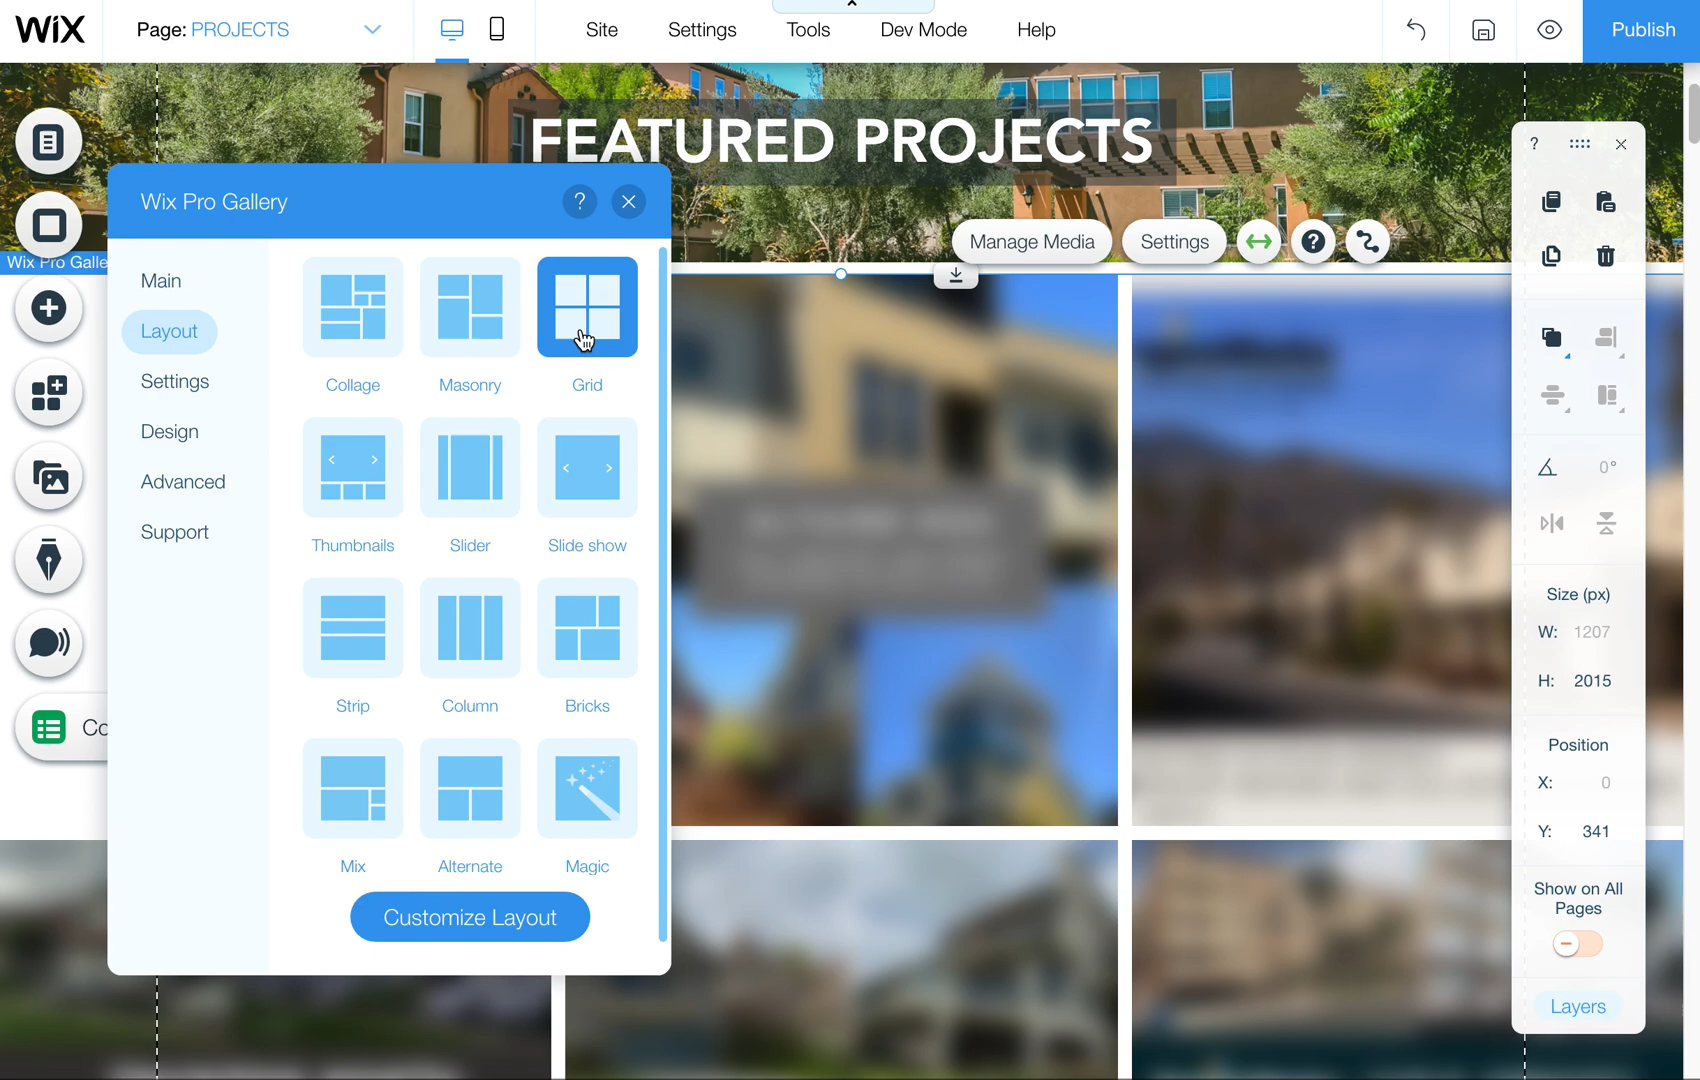 WiX
Page: PROJECTS
Site
Settings
Tools
Dev Mode
Help
Publish
FEATURED PROJECTS
Wix Pro Galle
Co
Wix Pro Gallery
?
Main
Layout
Settings
Design
Advanced
Support
Collage
Masonry
Grid
Thumbnails
Slider
Slide show
Strip
Column
Bricks
Mix
Alternate
Magic
Customize Layout
Manage Media
Settings
?
?
0°
Size (px)
W: 1207
H: 2015
Position
X: 0
Y: 341
Show on All
Pages
Layers